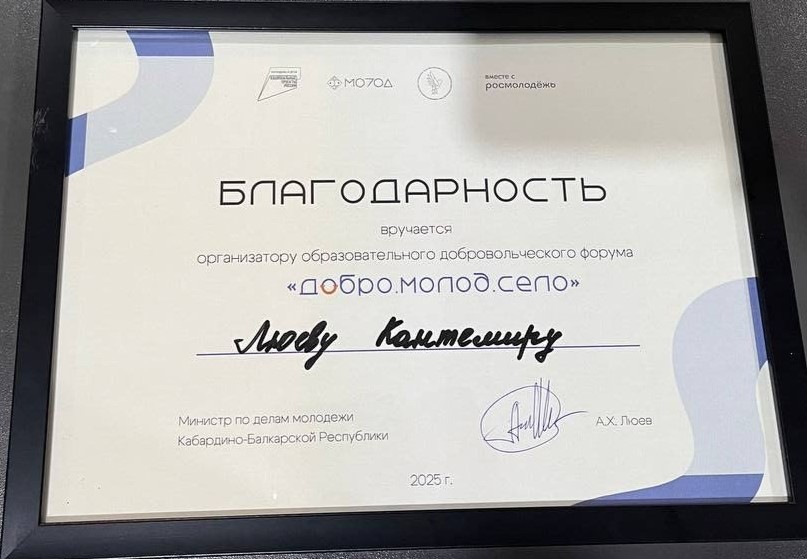 МОЛОД
вместе с
росмолодёжь
БЛАГОДАРНОСТЬ
вручается
организатору образовательного добровольческого форума
«добро.молод.село»
Люеву Кантемиру
Министр по делам молодежи
Кабардино-Балкарской Республики
А.Х. Люев
2025 г.